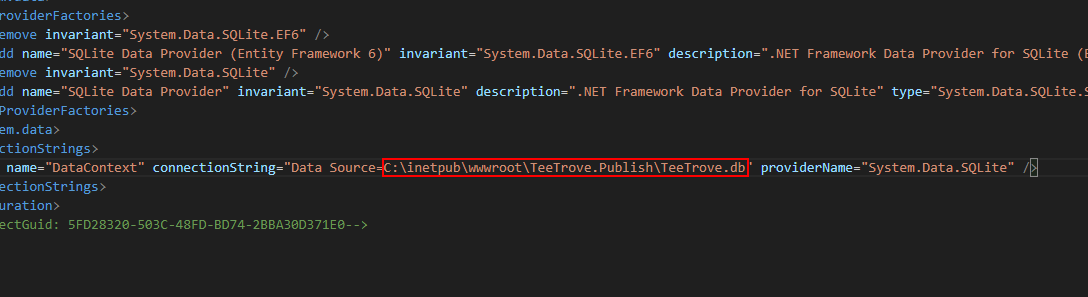 roviderFactories>
emove invariant="System.Data.SQLite.EF6" />
dd name="SQLite Data Provider (Entity Framework 6)" invariant="System.Data.SQLite.EF6" description=".NET Framework Data Provider for SQLite (E
emove invariant="System.Data.SQLite" />
dd name="SQLite Data Provider" invariant="System.Data.SQLite" description=".NET Framework Data Provider for SQLite" type="System.Data.SQLite.S
ProviderFactories>
em.data>
ectionStrings>
name="DataContext" connectionString="Data Source=C:\inetpub\wwwroot\TeeTrove.Publish\TeeTrove.db" providerName="System.Data.SQLite" />
ectionStrings>
uration>
ectGuid: 5FD28320-503C-48FD-BD74-2BBA30D371E0-->